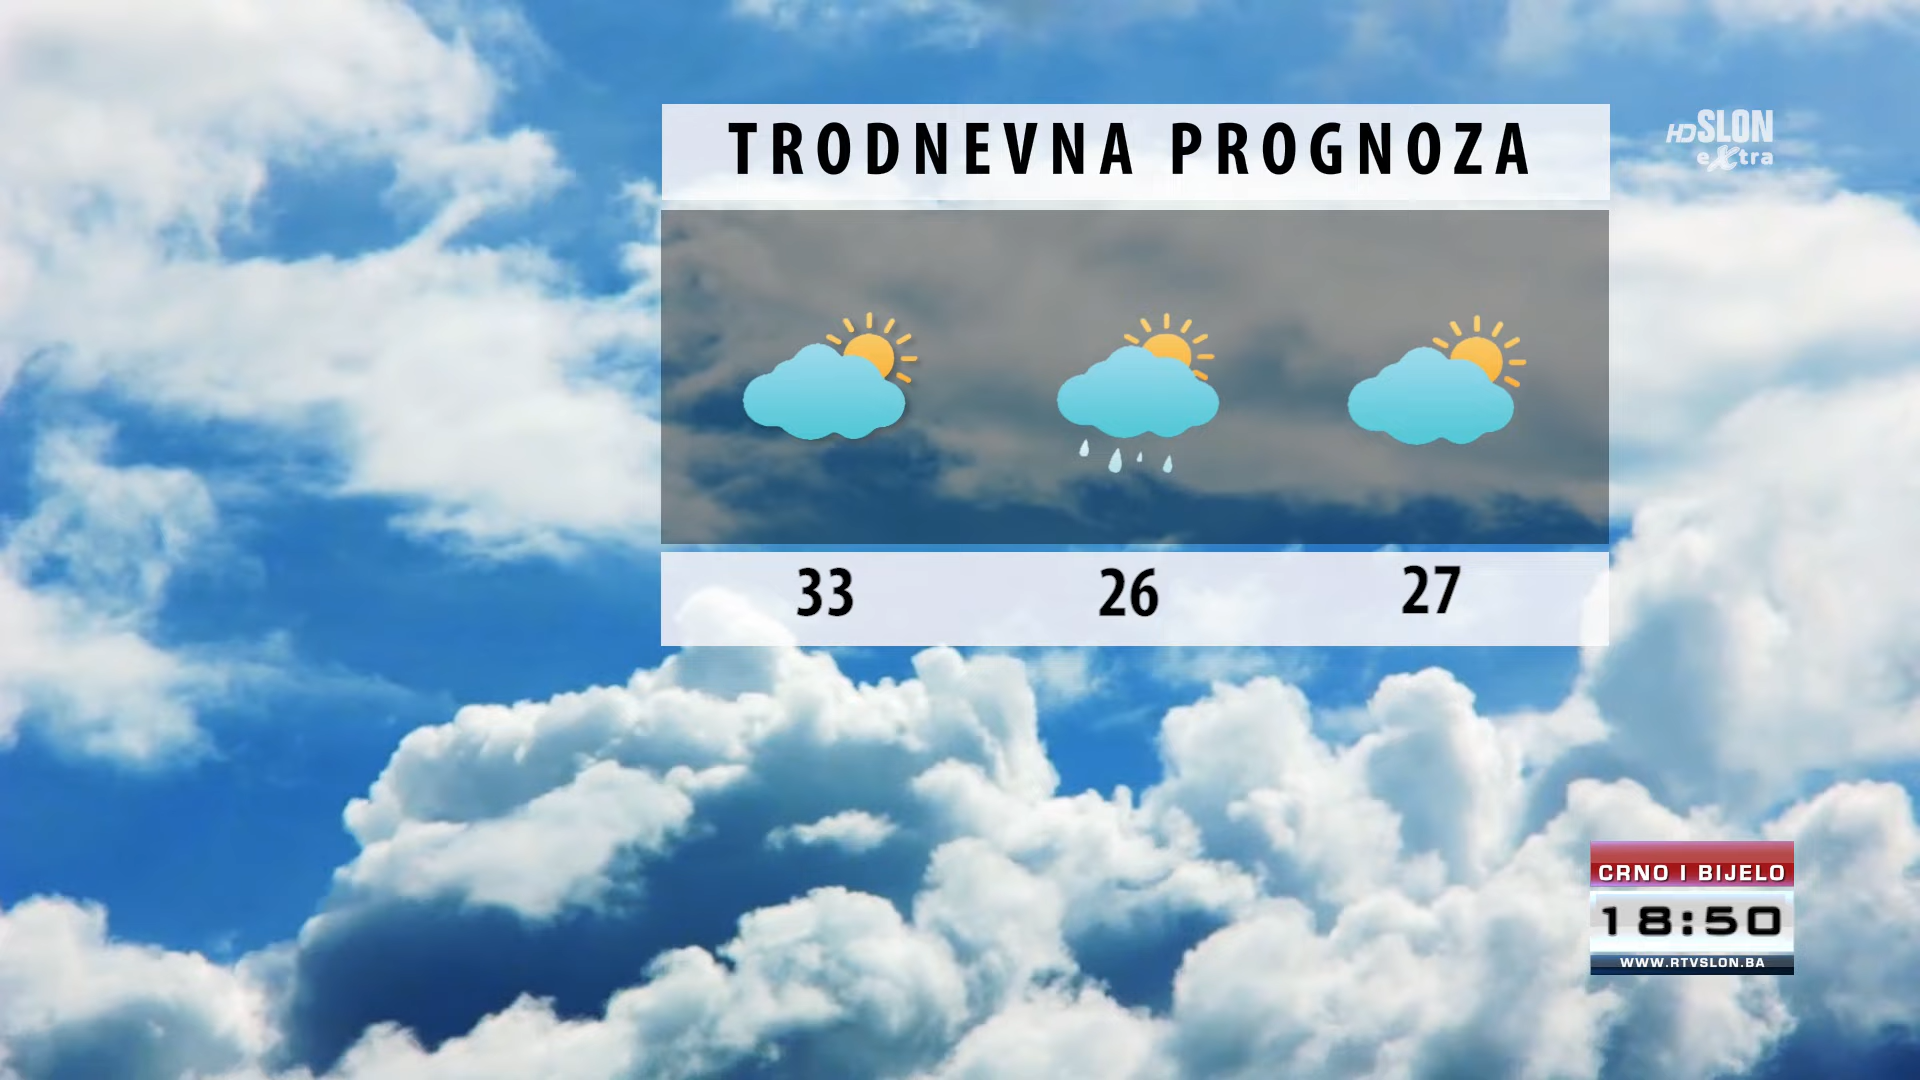 TRODNEVNA PROGNOZA
HD SLON
extra
33 26 27
CRNO I BIJELO
18:50
WWW.RTVSLON.BA